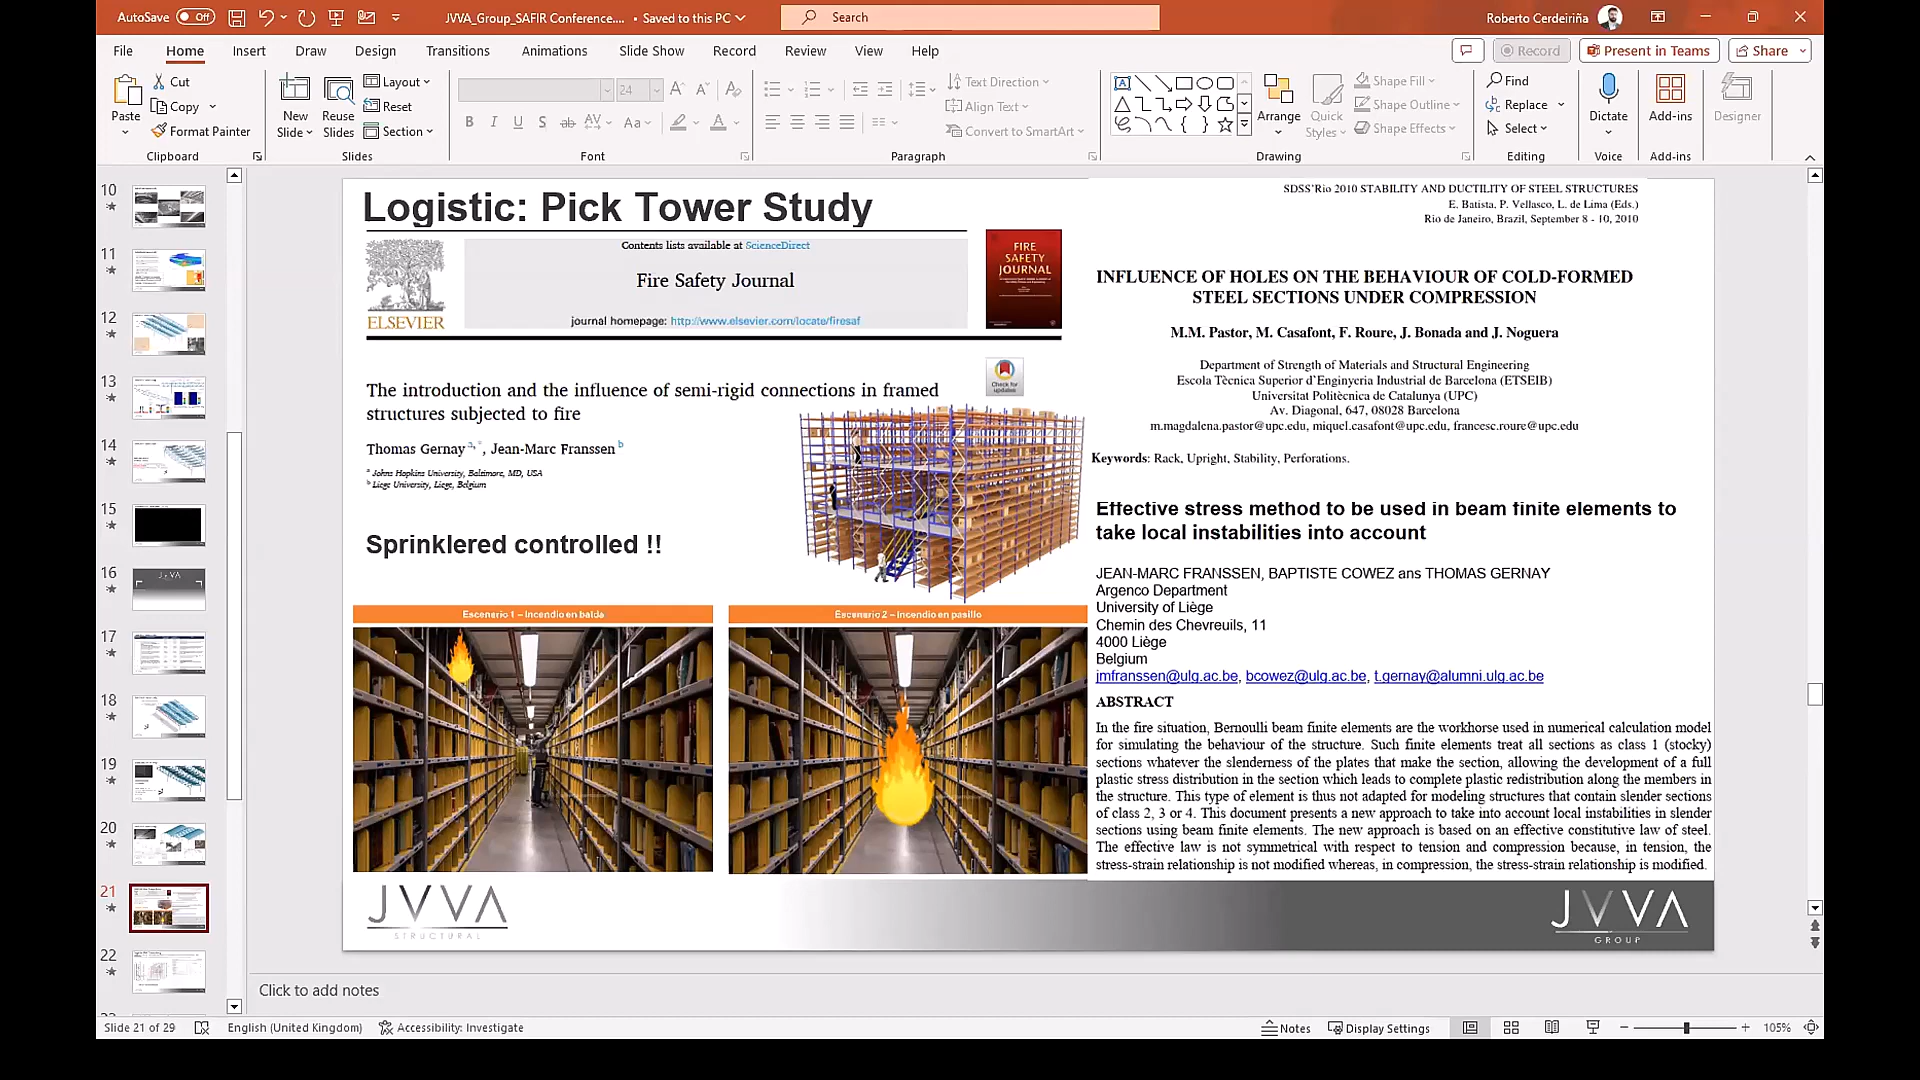 AutoSave Off
JVVA_Group_SAFIR Conference.... • Saved to this PC
Search
Roberto Cerdeiriña
File Home Insert Draw Design Transitions Animations Slide Show Record Review View Help
Record
Present in Teams
Share
Paste
Cut
Copy
Format Painter
Clipboard
New Slide
Reuse Slides
Layout
Reset
Section
Slides
24
B I U S ab AV Aa A
Font
Text Direction
Align Text
Convert to SmartArt
Paragraph
Arrange
Quick Styles
Shape Fill
Shape Outline
Shape Effects
Drawing
Find
Replace
Select
Editing
Dictate
Voice
Add-ins
Add-ins
Designer
10
11
12
13
14
15
16
17
18
19
20
21
22
Logistic: Pick Tower Study
Contents lists available at ScienceDirect
Fire Safety Journal
journal homepage: http://www.elsevier.com/locate/firesaf
ELSEVIER
FIRE
SAFETY
JOURNAL
Check for
updates
The introduction and the influence of semi-rigid connections in framed
structures subjected to fire
Thomas Gernay a,*, Jean-Marc Franssen b
a Johns Hopkins University, Baltimore, MD, USA
b Liege University, Liege, Belgium
Sprinklered controlled !!
Escenario 1 – Incendio en balda
Escenario 2 – Incendio en pasillo
SDSS'Rio 2010 STABILITY AND DUCTILITY OF STEEL STRUCTURES
E. Batista, P. Vellasco, L. de Lima (Eds.)
Rio de Janeiro, Brazil, September 8 - 10, 2010
INFLUENCE OF HOLES ON THE BEHAVIOUR OF COLD-FORMED
STEEL SECTIONS UNDER COMPRESSION
M.M. Pastor, M. Casafont, F. Roure, J. Bonada and J. Noguera
Department of Strength of Materials and Structural Engineering
Escola Tècnica Superior d'Enginyeria Industrial de Barcelona (ETSEIB)
Universitat Politècnica de Catalunya (UPC)
Av. Diagonal, 647, 08028 Barcelona
m.magdalena.pastor@upc.edu, miquel.casafont@upc.edu, francesc.roure@upc.edu
Keywords: Rack, Upright, Stability, Perforations.
Effective stress method to be used in beam finite elements to
take local instabilities into account
JEAN-MARC FRANSSEN, BAPTISTE COWEZ ans THOMAS GERNAY
Argenco Department
University of Liège
Chemin des Chevreuils, 11
4000 Liège
Belgium
jmfranssen@ulg.ac.be, bcowez@ulg.ac.be, t.gernay@alumni.ulg.ac.be
ABSTRACT
In the fire situation, Bernoulli beam finite elements are the workhorse used in numerical calculation model
for simulating the behaviour of the structure. Such finite elements treat all sections as class 1 (stocky)
sections whatever the slenderness of the plates that make the section, allowing the development of a full
plastic stress distribution in the section which leads to complete plastic redistribution along the members in
the structure. This type of element is thus not adapted for modeling structures that contain slender sections
of class 2, 3 or 4. This document presents a new approach to take into account local instabilities in slender
sections using beam finite elements. The new approach is based on an effective constitutive law of steel.
The effective law is not symmetrical with respect to tension and compression because, in tension, the
stress-strain relationship is not modified whereas, in compression, the stress-strain relationship is modified.
JVVA
STRUCTURAL
JVVA
GROUP
Click to add notes
Slide 21 of 29
English (United Kingdom)
Accessibility: Investigate
Notes
Display Settings
105%